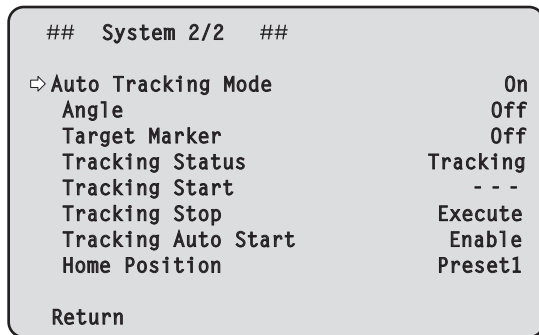 ## System 2/2 ##
⇨Auto Tracking Mode On
Angle Off
Target Marker Off
Tracking Status Tracking
Tracking Start - - -
Tracking Stop Execute
Tracking Auto Start Enable
Home Position Preset1
Return